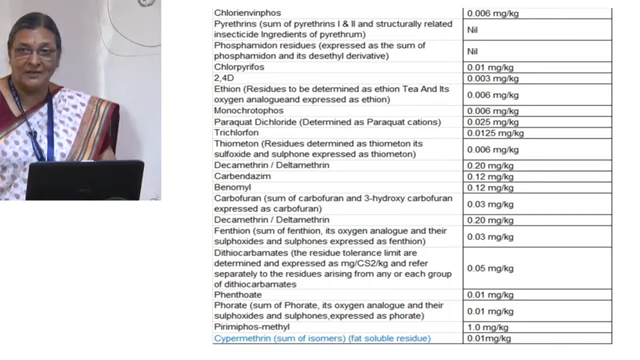 Chlorienvinphos 0.006 mg/kg
Pyrethrins (sum of pyrethrins I & II and structurally related
insecticide Ingredients of pyrethrum) Nil
Phosphamidon residues (expressed as the sum of
phosphamidon and its desethyl derivative) Nil
Chlorpyrifos 0.01 mg/kg
2,4D 0.003 mg/kg
Ethion (Residues to be determined as ethion Tea And Its
oxygen analogueand expressed as ethion) 0.006 mg/kg
Monochrotophos 0.006 mg/kg
Paraquat Dichloride (Determined as Paraquat cations) 0.025 mg/kg
Trichlorfon 0.0125 mg/kg
Thiometon (Residues determined as thiometon its
sulfoxide and sulphone expressed as thiometon) 0.006 mg/kg
Decamethrin / Deltamethrin 0.20 mg/kg
Carbendazim 0.12 mg/kg
Benomyl 0.12 mg/kg
Carbofuran (sum of carbofuran and 3-hydroxy carbofuran
expressed as carbofuran) 0.03 mg/kg
Decamethrin / Deltamethrin 0.20 mg/kg
Fenthion (sum of fenthion, its oxygen analogue and their
sulphoxides and sulphones expressed as fenthion) 0.03 mg/kg
Dithiocarbamates (the residue tolerance limit are
determined and expressed as mg/CS2/kg and refer
separately to the residues arising from any or each group
of dithiocarbamates 0.05 mg/kg
Phenthoate 0.01 mg/kg
Phorate (sum of Phorate, its oxygen analogue and their
sulphoxides and sulphones,expressed as phorate) 0.01 mg/kg
Pirimiphos-methyl 1.0 mg/kg
Cypermethrin (sum of isomers) (fat soluble residue) 0.01mg/kg